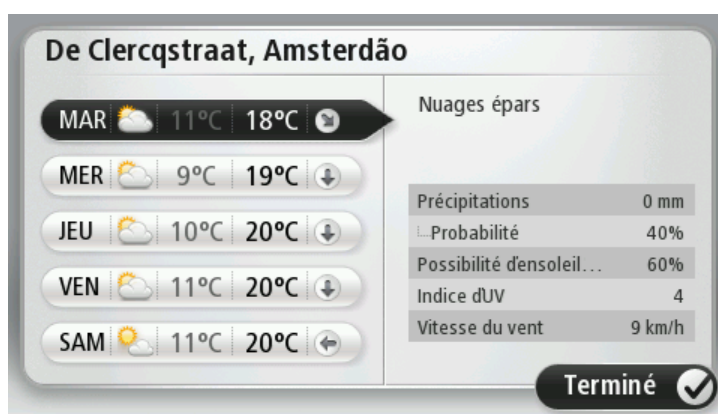 De Clercqstraat, Amsterdão
MAR 11°C 18°C
MER 9°C 19°C
JEU 10°C 20°C
VEN 11°C 20°C
SAM 11°C 20°C
Nuages épars
Précipitations 0 mm
Probabilité 40%
Possibilité d'ensoleil... 60%
Indice d'UV 4
Vitesse du vent 9 km/h
Terminé